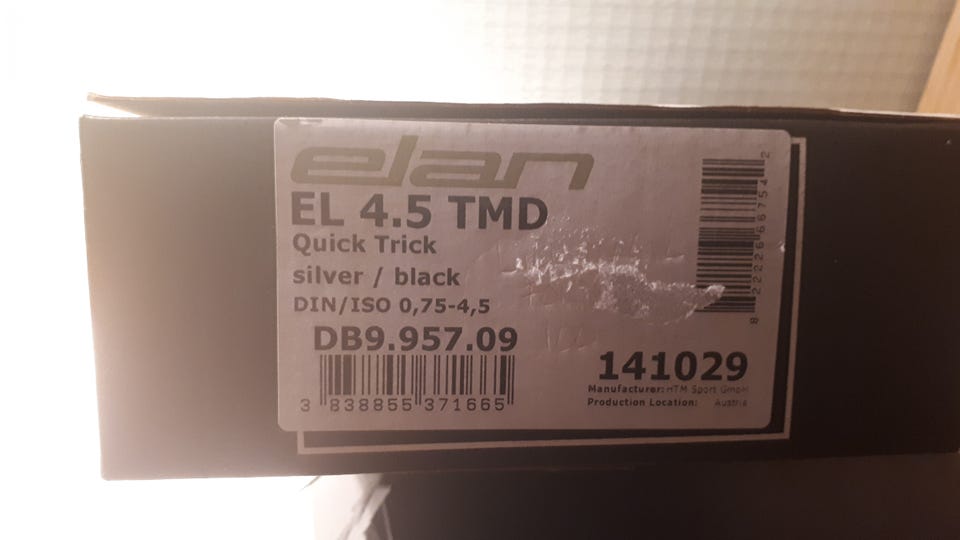 elan
EL 4.5 TMD
Quick Trick
silver / black
DIN/ISO 0,75-4,5
DB9.957.09
3 838855 371665
141029
Manufacturer: HTM Sport GmbH
Production Location: Austria